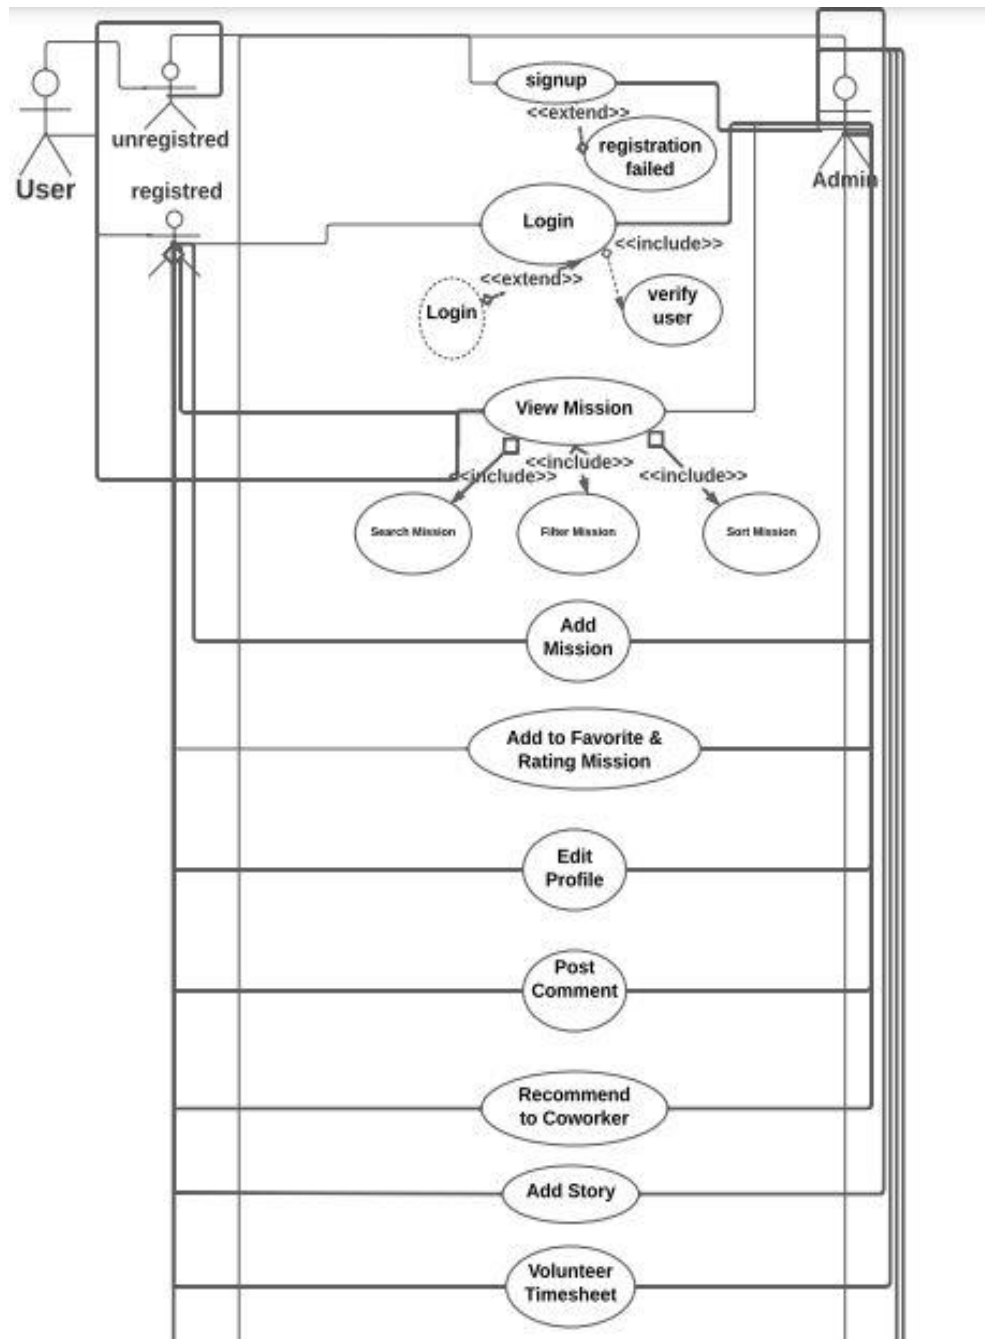 signup
<<extend>>
unregistred
registration
failed
User
registred
Admin
Login
<<include>>
<<extend>>
Login
verify
user
View Mission
<<include>>
<<include>>
<<include>>
Search Mission
Filter Mission
Sort Mission
Add
Mission
Add to Favorite &
Rating Mission
Edit
Profile
Post
Comment
Recommend
to Coworker
Add Story
Volunteer
Timesheet